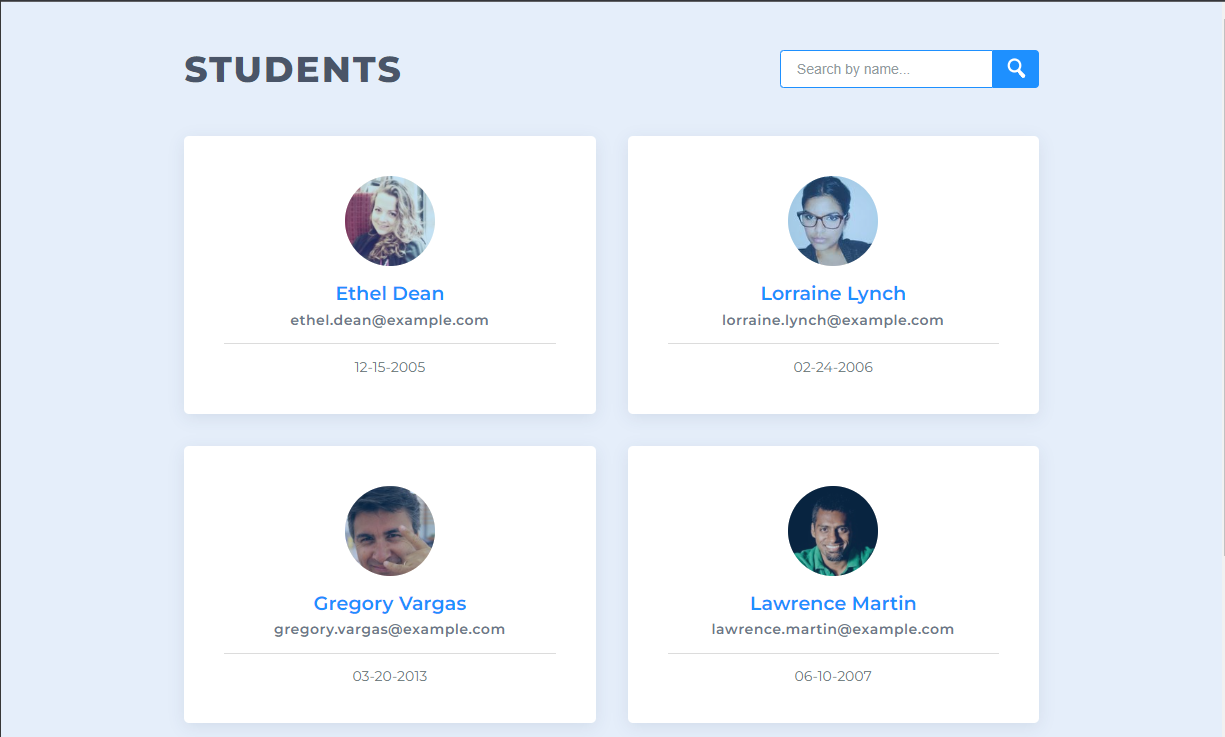 STUDENTS
Search by name...
Ethel Dean
ethel.dean@example.com
12-15-2005
Lorraine Lynch
lorraine.lynch@example.com
02-24-2006
Gregory Vargas
gregory.vargas@example.com
03-20-2013
Lawrence Martin
lawrence.martin@example.com
06-10-2007